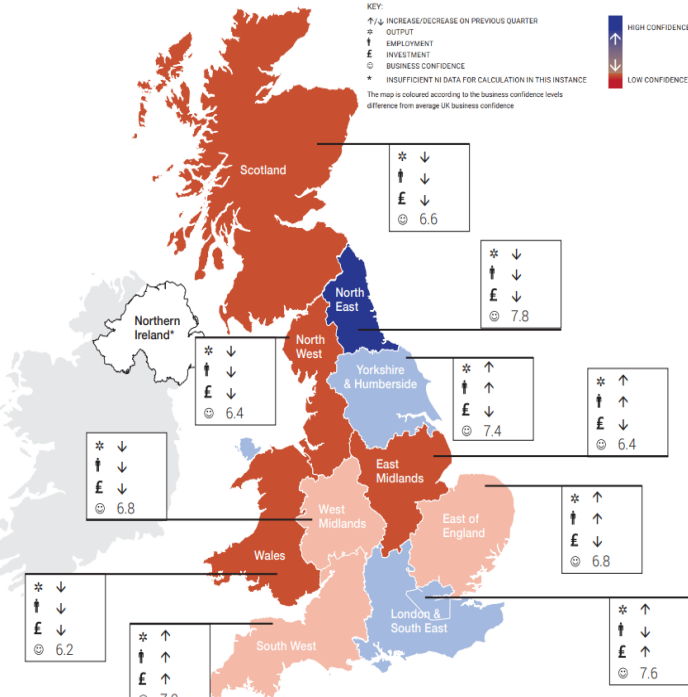 KEY:
↑/↓ INCREASE/DECREASE ON PREVIOUS QUARTER
OUTPUT
EMPLOYMENT
£ INVESTMENT
☺ BUSINESS CONFIDENCE
* INSUFFICIENT NI DATA FOR CALCULATION IN THIS INSTANCE
The map is coloured according to the business confidence levels
difference from average UK business confidence
HIGH CONFIDENCE
LOW CONFIDENCE
Scotland
↓
↓
£ ↓
☺ 6.6
North
East
↓
↓
£ ↓
☺ 7.8
Northern
Ireland*
North
West
↓
↓
£ ↓
☺ 6.4
Yorkshire
& Humberside
↑
↑
£ ↓
☺ 7.4
East
Midlands
↑
↑
£ ↓
☺ 6.4
West
Midlands
↓
↓
£ ↓
☺ 6.8
East of
England
↑
↑
£ ↓
☺ 6.8
Wales
↓
↓
£ ↓
☺ 6.2
London &
South East
↑
↓
£ ↑
☺ 7.6
South West
↑
↑
£ ↑